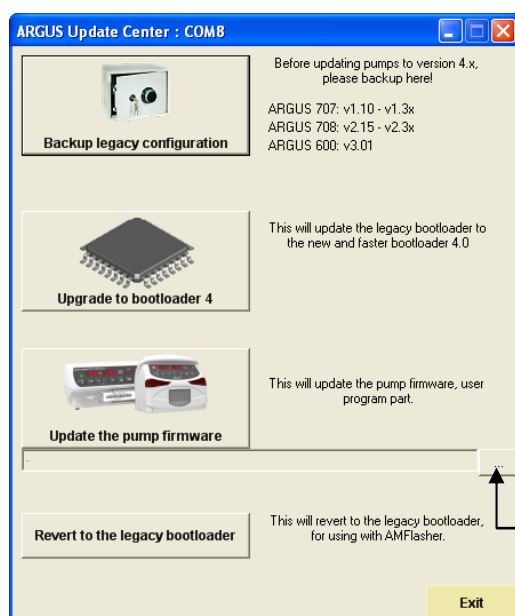 ARGUS Update Center : COM8
Before updating pumps to version 4.x,
please backup here!
ARGUS 707: v1.10 - v1.3x
ARGUS 708: v2.15 - v2.3x
ARGUS 600: v3.01
Backup legacy configuration
This will update the legacy bootloader to
the new and faster bootloader 4.0
Upgrade to bootloader 4
This will update the pump firmware, user
program part.
Update the pump firmware
-
...
This will revert to the legacy bootloader,
for using with AMFlasher.
Revert to the legacy bootloader
Exit